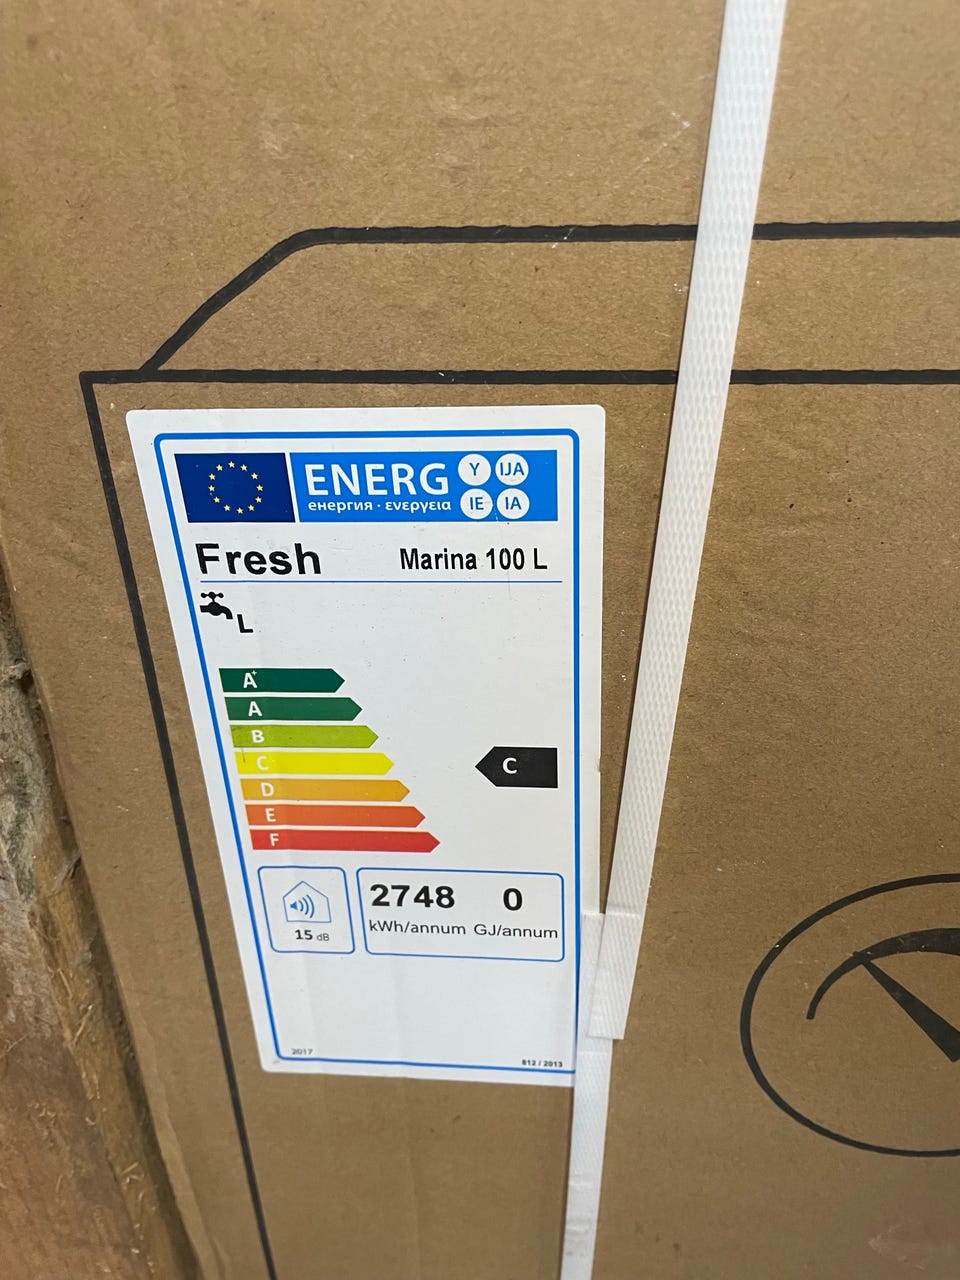 ENERG Y IJA
енергия · ενεργεια IE IA
Fresh Marina 100 L
L
A+
A
B
C
C
D
E
F
2748 0
kWh/annum GJ/annum
15 dB
2017
812 / 2013